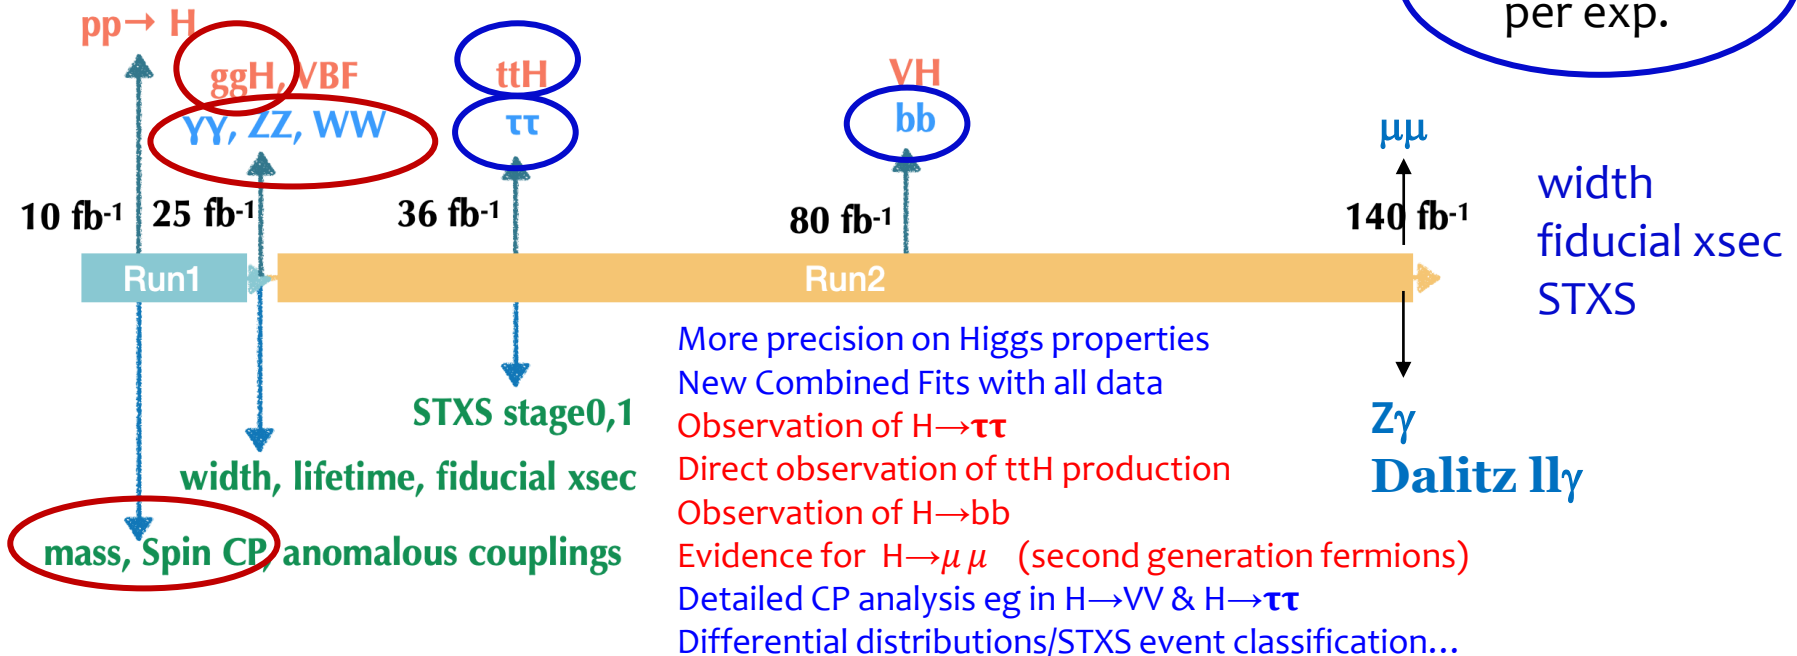 per exp.
pp→ H
ggH, VBF
ttH
VH
γγ, ZZ, WW
ττ
bb
μμ
10 fb-1
25 fb-1
36 fb-1
80 fb-1
140 fb-1
width
fiducial xsec
STXS
Run1
Run2
STXS stage0,1
width, lifetime, fiducial xsec
mass, Spin CP, anomalous couplings
More precision on Higgs properties
New Combined Fits with all data
Observation of H→ττ
Direct observation of ttH production
Observation of H→bb
Evidence for H→μ μ (second generation fermions)
Detailed CP analysis eg in H→VV & H→ττ
Differential distributions/STXS event classification…
Zγ
Dalitz llγ